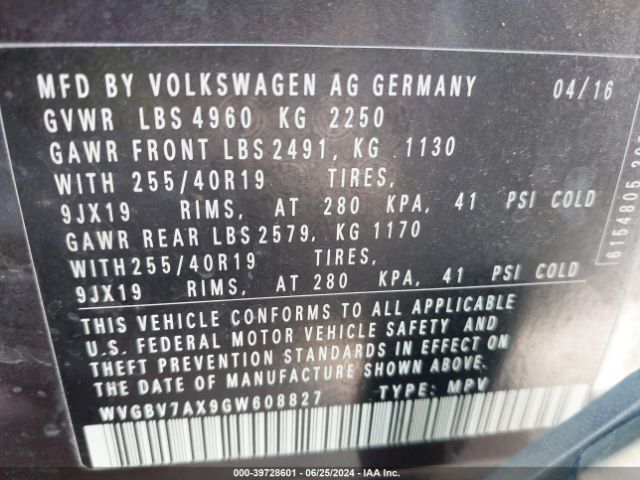 MFD BY VOLKSWAGEN AG GERMANY 04/16
GVWR LBS 4960 KG 2250
GAWR FRONT LBS 2491, KG 1130
WITH 255/40R19 TIRES,
9JX19 RIMS, AT 280 KPA, 41 PSI COLD
GAWR REAR LBS 2579, KG 1170
WITH 255/40R19 TIRES,
9JX19 RIMS, AT 280 KPA, 41 PSI COLD
THIS VEHICLE CONFORMS TO ALL APPLICABLE
U.S. FEDERAL MOTOR VEHICLE SAFETY AND
THEFT PREVENTION STANDARDS IN EFFECT ON
THE DATE OF MANUFACTURE SHOWN ABOVE.
WVGBV7AX9GW608827 TYPE: MPV
6154805
000-39728601 / 06/25/2024 / IAA Inc.